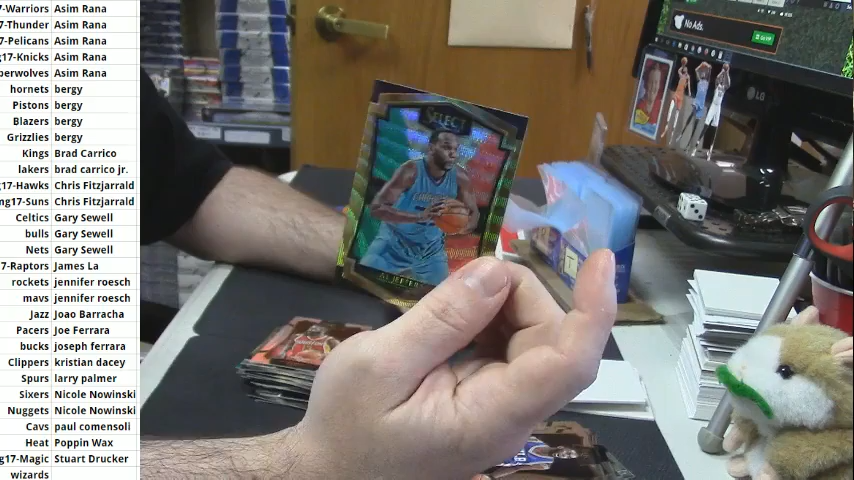 7-Warriors Asim Rana
7-Thunder Asim Rana
7-Pelicans Asim Rana
g17-Knicks Asim Rana
perwolves Asim Rana
hornets bergy
Pistons bergy
Blazers bergy
Grizzlies bergy
Kings Brad Carrico
lakers brad carrico jr.
g17-Hawks Chris Fitzjarrald
ng17-Suns Chris Fitzjarrald
Celtics Gary Sewell
bulls Gary Sewell
Nets Gary Sewell
7-Raptors James La
rockets jennifer roesch
mavs jennifer roesch
Jazz Joao Barracha
Pacers Joe Ferrara
bucks joseph ferrara
Clippers kristian dacey
Spurs larry palmer
Sixers Nicole Nowinski
Nuggets Nicole Nowinski
Cavs paul comensoli
Heat Poppin Wax
g17-Magic Stuart Drucker
wizards
SELECT
No Ads.
LG